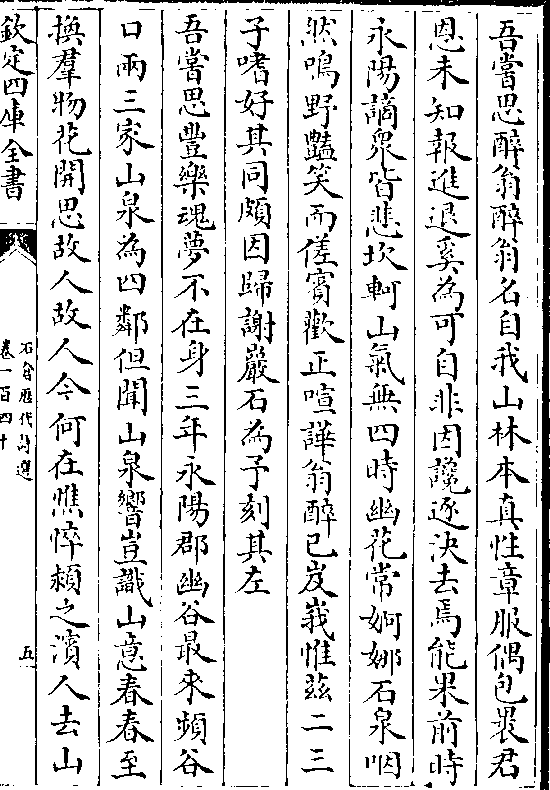 吾嘗思醉翁醉翁名自我山林本真性章服偶包裹君
恩未知報進退奚為可自非因讒逐決去焉能果前時
永陽謫衆皆悲坎軻山氣無四時幽花常婀娜石泉咽
然鳴野豔笑而傞賓歡正喧譁翁醉已岌峩惟茲二三
子嗜好其同頗因歸謝巖石為子刻其左
吾嘗思豐樂魂夢不在身三年永陽郡幽谷最來頻谷
口兩三家山泉為四鄰但聞山泉響豈識山意春春至
換羣物花開思故人故人今何在憔悴潁之濱人去山
欽定四庫全書
石倉歷代詩選
卷一百四十
五